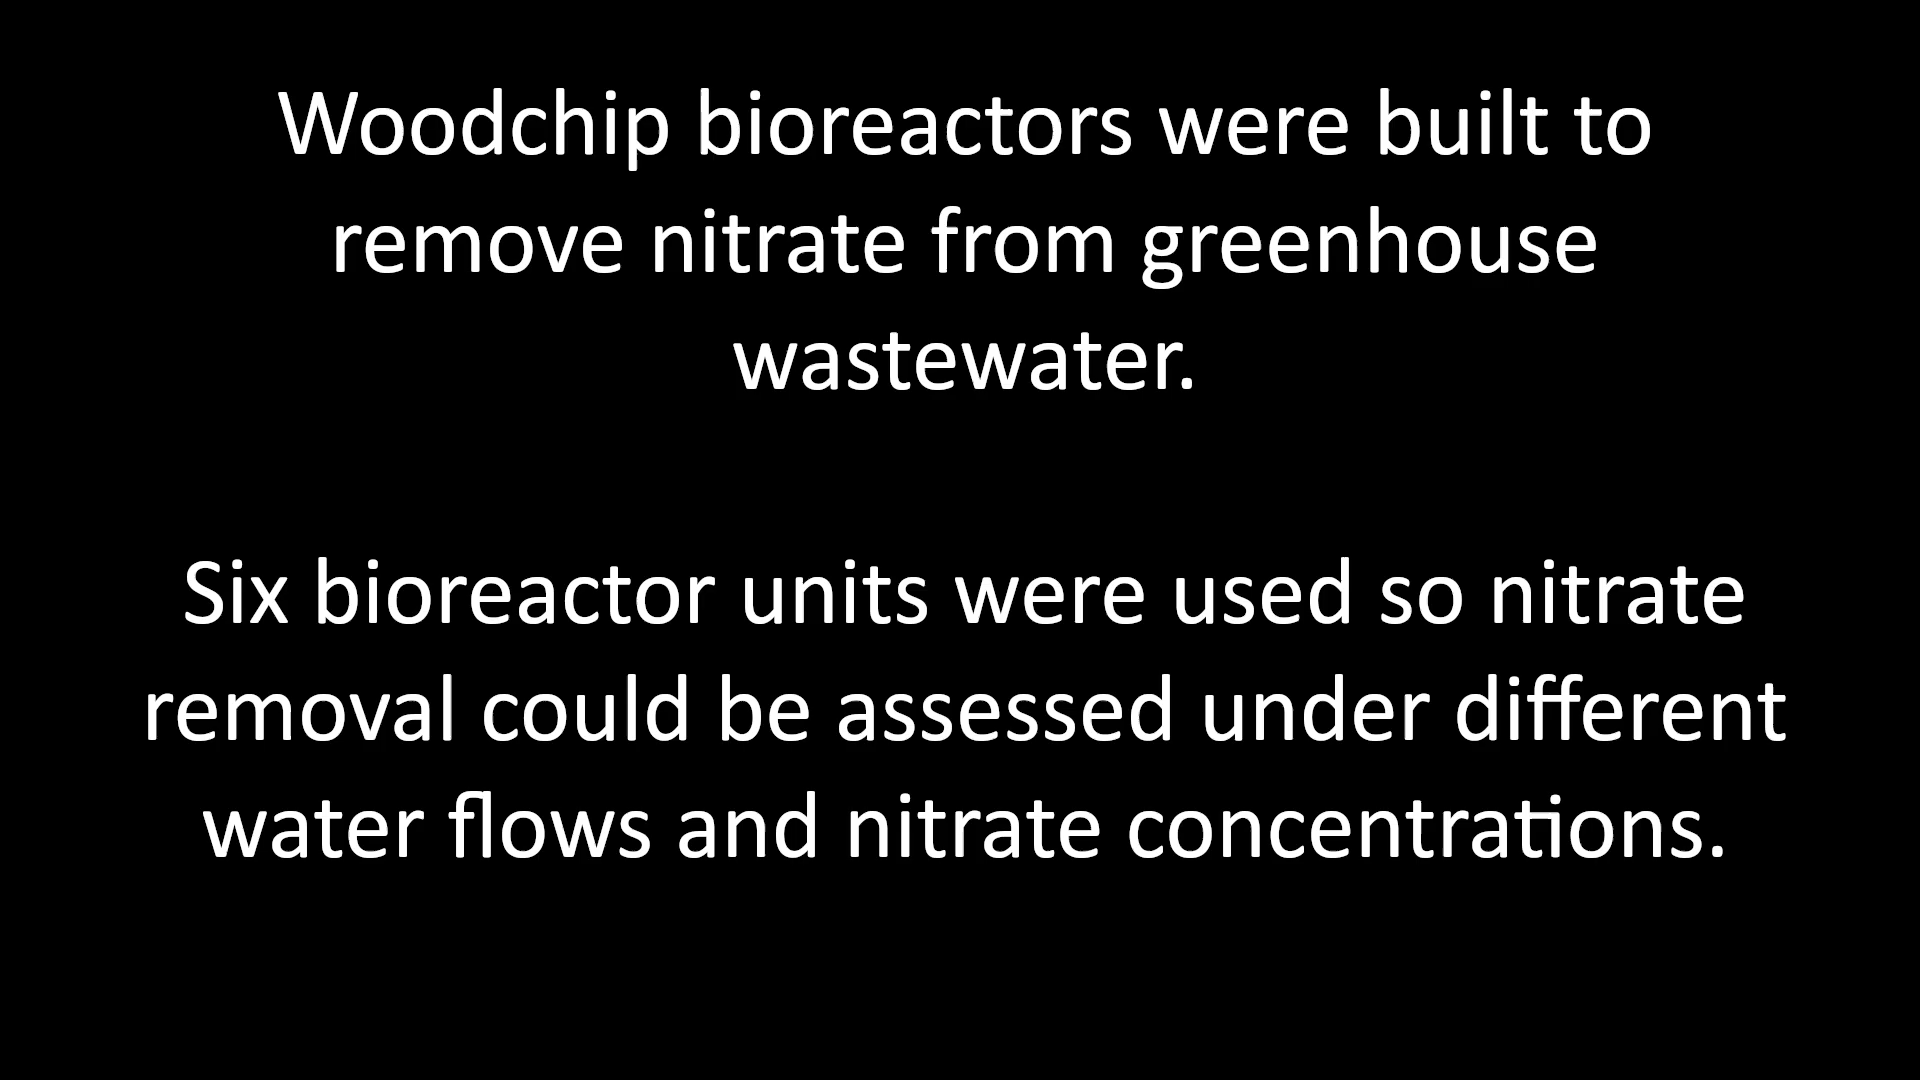 Woodchip bioreactors were built to
remove nitrate from greenhouse
wastewater.
Six bioreactor units were used so nitrate
removal could be assessed under different
water flows and nitrate concentrations.